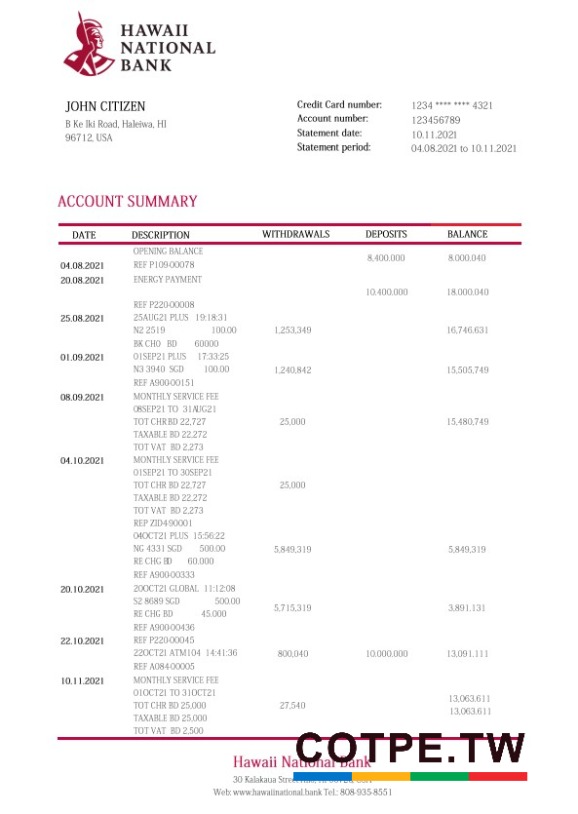 HAWAII
NATIONAL
BANK
JOHN CITIZEN
8 Ke Iki Road, Haleiwa, HI
96712, USA
Credit Card number: 1234 **** **** 4321
Account number: 123456789
Statement date: 10.11.2021
Statement period: 04.08.2021 to 10.11.2021
ACCOUNT SUMMARY
DATE DESCRIPTION WITHDRAWALS DEPOSITS BALANCE
OPENING BALANCE
8,400.000 8.000.040
04.08.2021 REF P109-00078
20.08.2021 ENERGY PAYMENT
10,400.000 18.000.040
REF P220-00008
25.08.2021 25AUG21 PLUS 19:18:31
N2 2519 100.00 1,253,349 16,746.631
BK CHO BD 60000
01.09.2021 01SEP21 PLUS 17:33:25
N3 3940 SGD 100.00 1,240,842 15,505,749
REF A900-00151
08.09.2021 MONTHLY SERVICE FEE
08SEP21 TO 31AUG21
TOT CHR BD 22,727 25,000 15,480,749
TAXABLE BD 22,272
TOT VAT BD 2,273
04.10.2021 MONTHLY SERVICE FEE
01SEP21 TO 30SEP21
TOT CHR BD 22,727 25,000
TAXABLE BD 22,272
TOT VAT BD 2,273
REP ZID4-90001
04OCT21 PLUS 15:56:22
NG 4331 SGD 500.00 5,849,319 5,849,319
RE CHG BD 60.000
REF A900-00333
20.10.2021 20OCT21 GLOBAL 11:12:08
S2 8689 SGD 500.00 5,715,319 3,891.131
RE CHG BD 45.000
REF A900-00436
22.10.2021 REF P220-00045
22OCT21 ATM104 14:41:36 800,040 10,000.000 13,091.111
REF A084-00005
10.11.2021 MONTHLY SERVICE FEE
01OCT21 TO 31OCT21 13,063.611
TOT CHR BD 25,000 27,540 13,063.611
TAXABLE BD 25,000
TOT VAT BD 2,500
COTPE.TW
Hawaii National Bank
30 Kalakaua
Web: www.hawaiinational.bank Tel.: 808-935-8551